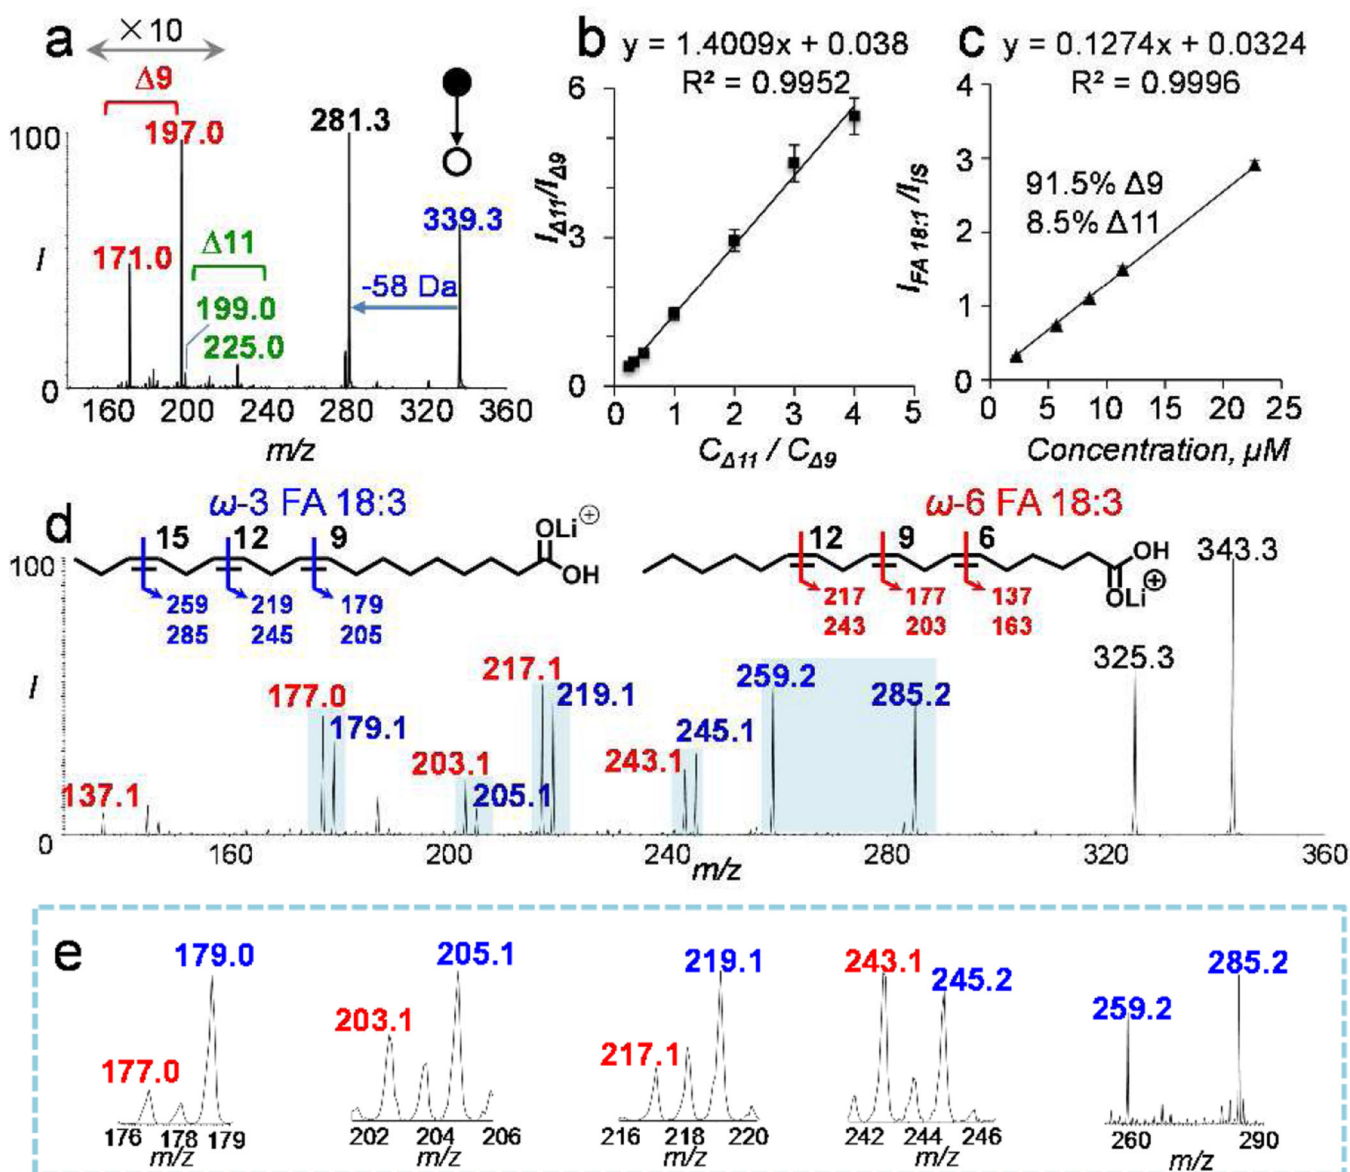 a
×10
Δ9
100
197.0
281.3
339.3
171.0
Δ11
-58 Da
199.0
225.0
I
0
160 200 240 280 320 360
m/z
b y = 1.4009x + 0.038
R² = 0.9952
6
3
0
I_Δ11/I_Δ9
0 1 2 3 4 5
C_Δ11 / C_Δ9
c y = 0.1274x + 0.0324
R² = 0.9996
4
3
2
1
0
I_FA 18:1/I_IS
91.5% Δ9
8.5% Δ11
0 5 10 15 20 25
Concentration, µM
d
ω-3 FA 18:3
15 12 9
OLi⊕
OH
259 219 179
285 245 205
ω-6 FA 18:3
12 9 6
OH
OLi⊕
217 177 137
243 203 163
100
I
0
343.3
325.3
217.1
219.1
259.2
285.2
177.0
179.1
245.1
243.1
203.1
205.1
137.1
160 200 240 280 320 360
m/z
e
179.0
177.0
176 178 179
m/z
205.1
203.1
202 204 206
m/z
219.1
217.1
216 218 220
m/z
243.1
245.2
242 244 246
m/z
285.2
259.2
260 290
m/z